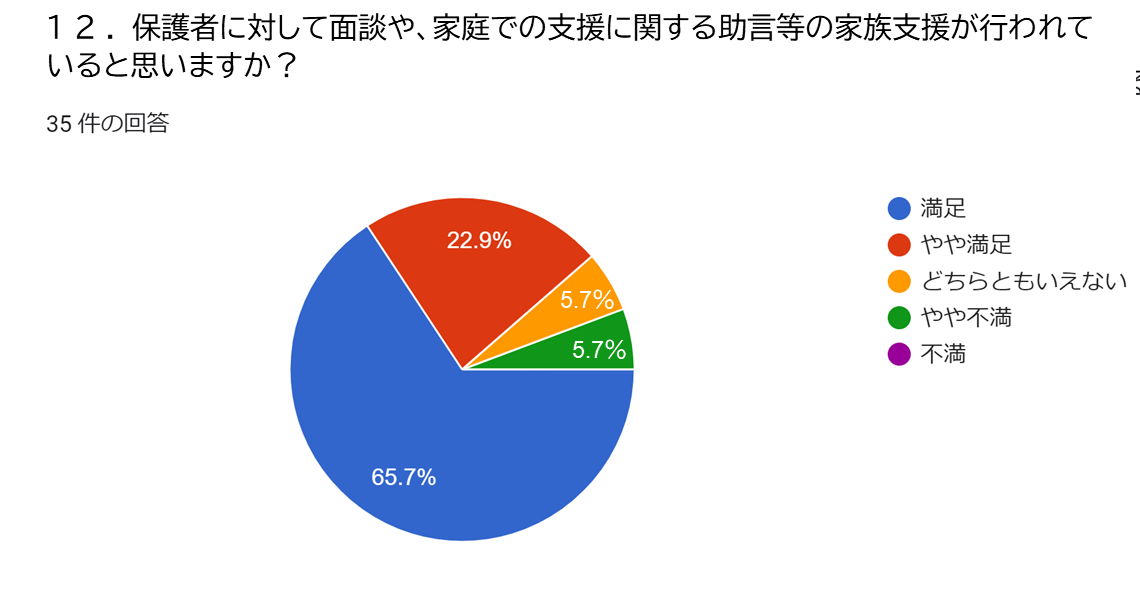 １２．保護者に対して面談や、家庭での支援に関する助言等の家族支援が行われて
いると思いますか？
35 件の回答
22.9%
5.7%
5.7%
65.7%
満足
やや満足
どちらともいえない
やや不満
不満